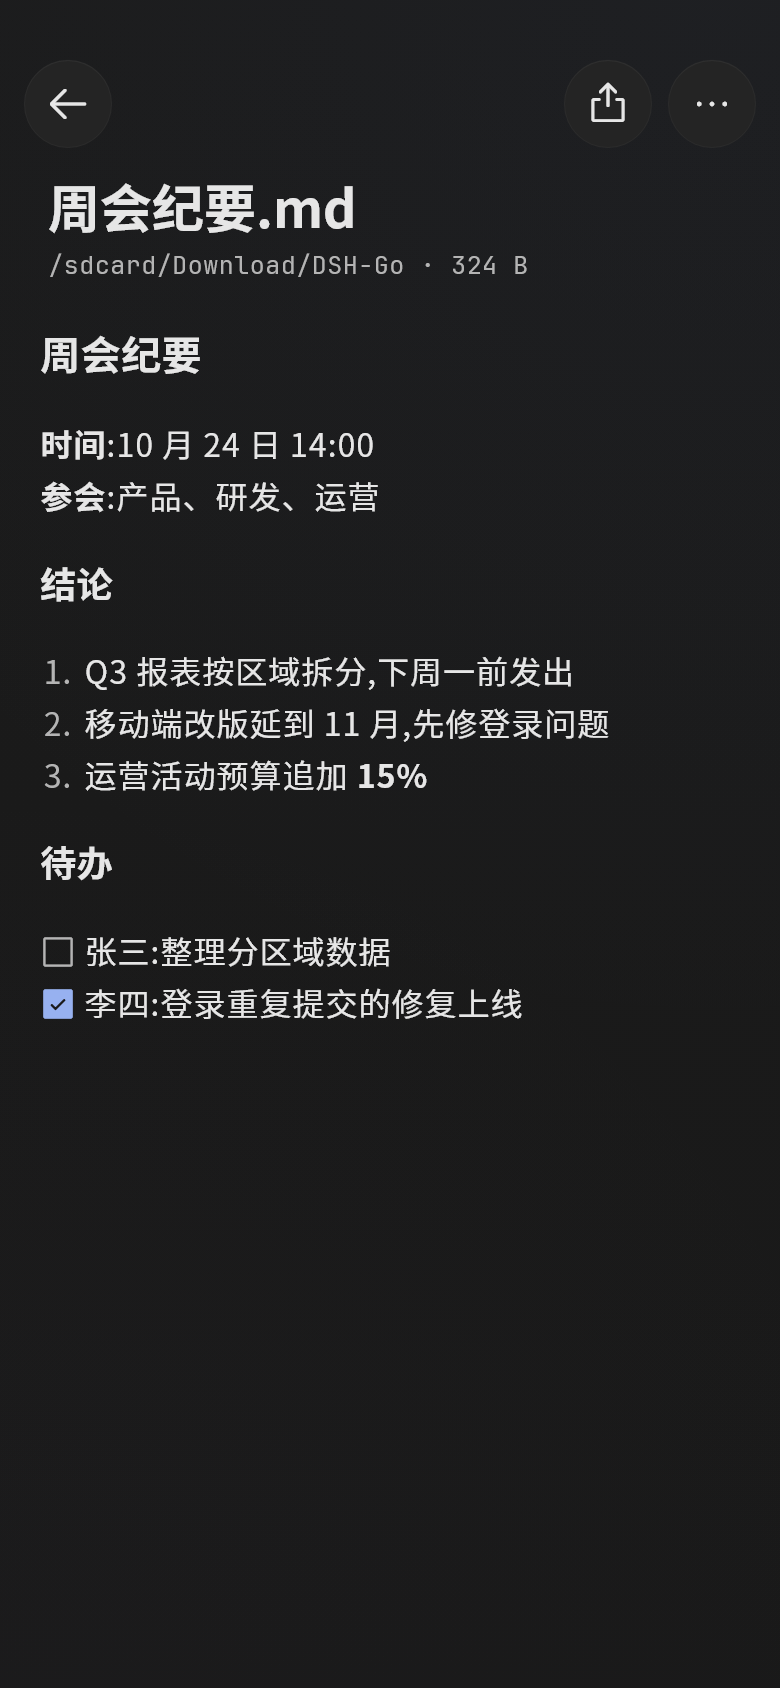 周会纪要.md
/sdcard/Download/DSH-Go · 324 B
周会纪要
时间:10 月 24 日 14:00
参会:产品、研发、运营
结论
1. Q3 报表按区域拆分,下周一前发出
2. 移动端改版延到 11 月,先修登录问题
3. 运营活动预算追加 15%
待办
张三:整理分区域数据
李四:登录重复提交的修复上线